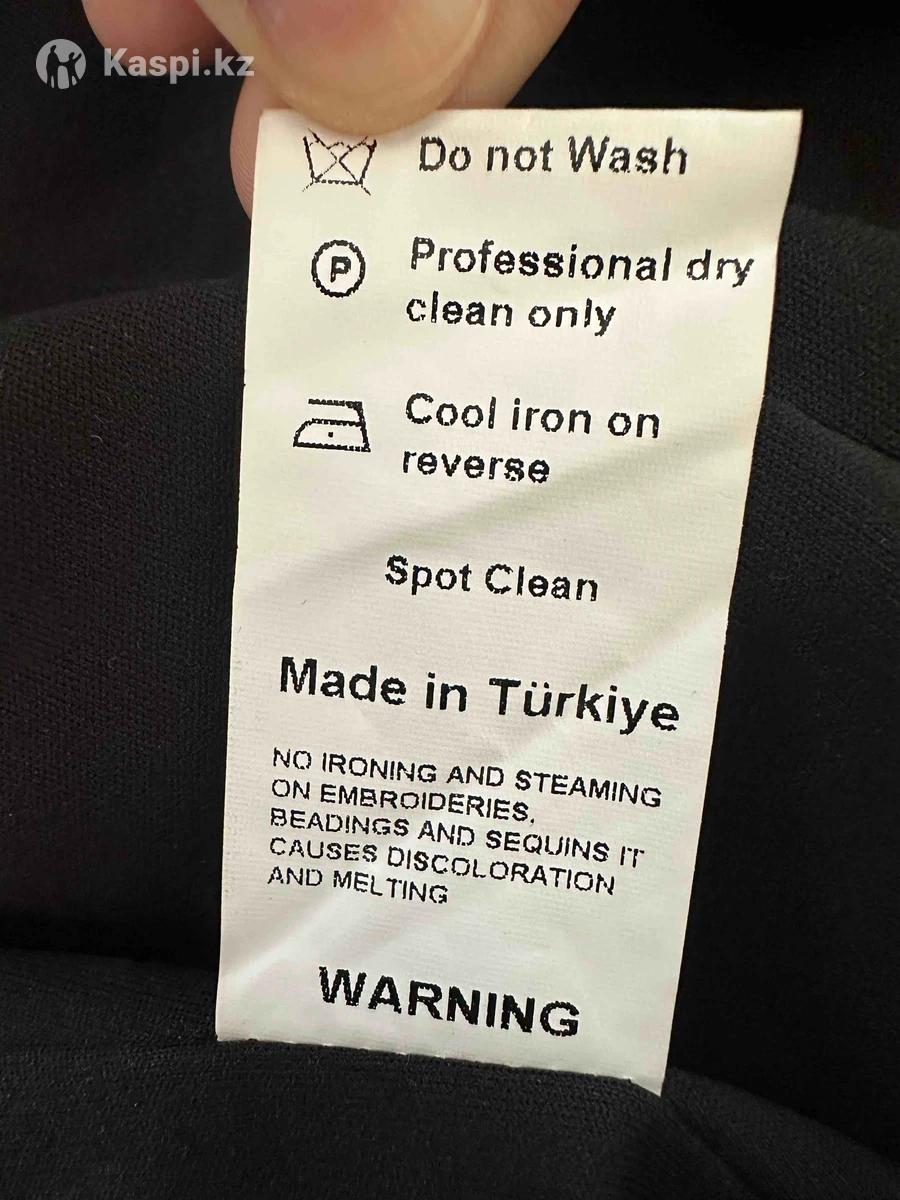 Kaspi.kz
Do not Wash
P
Professional dry
clean only
Cool iron on
reverse
Spot Clean
Made in Türkiye
NO IRONING AND STEAMING
ON EMBROIDERIES,
BEADINGS AND SEQUINS IT
CAUSES DISCOLORATION
AND MELTING
WARNING